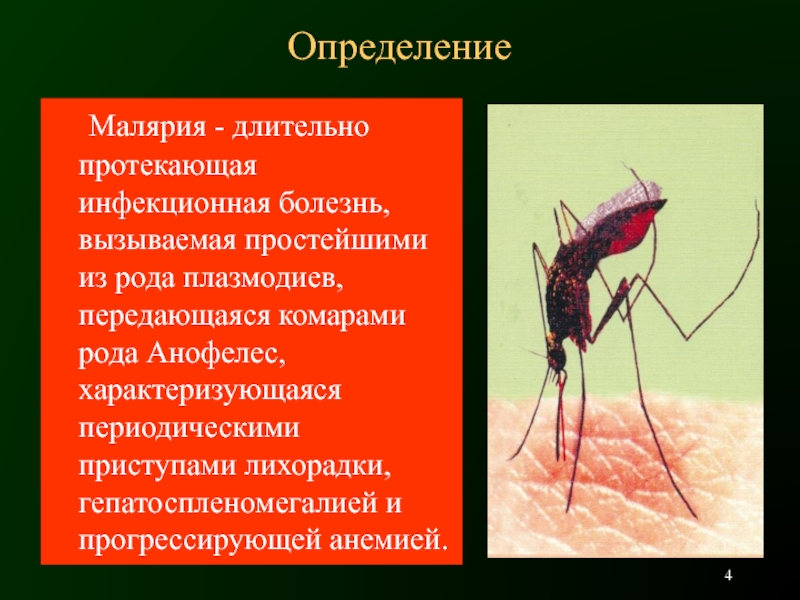 Определение
Малярия - длительно
протекающая
инфекционная болезнь,
вызываемая простейшими
из рода плазмодиев,
передающаяся комарами
рода Анофелес,
характеризующаяся
периодическими
приступами лихорадки,
гепатоспленомегалией и
прогрессирующей анемией.
4